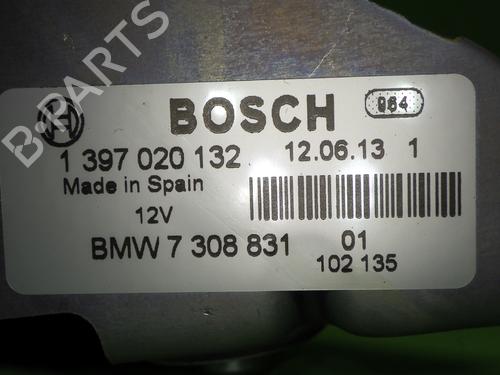 B-PARTS
BOSCH 064
1 397 020 132 12.06.13 1
Made in Spain
12V
BMW 7 308 831 01
102 135